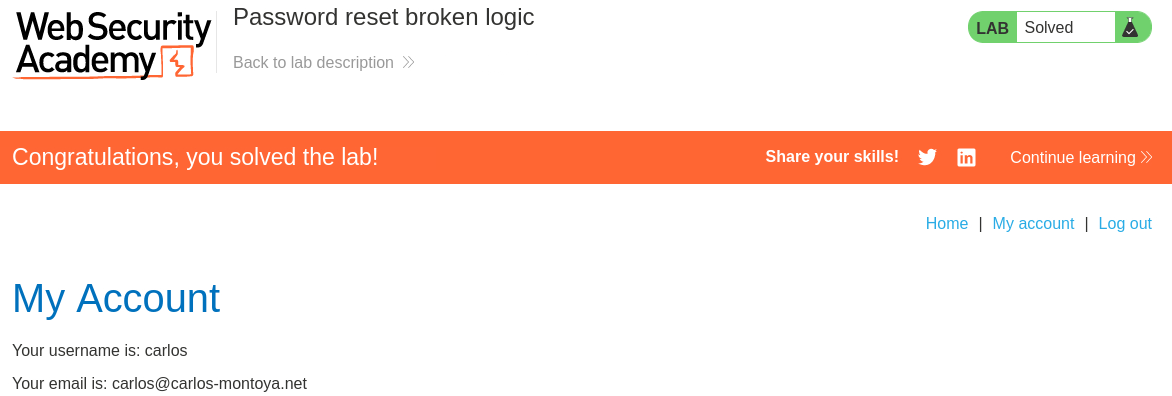 Web Security
Academy
Password reset broken logic
Back to lab description
LAB Solved
Congratulations, you solved the lab!
Share your skills!
Continue learning
Home | My account | Log out
My Account
Your username is: carlos
Your email is: carlos@carlos-montoya.net